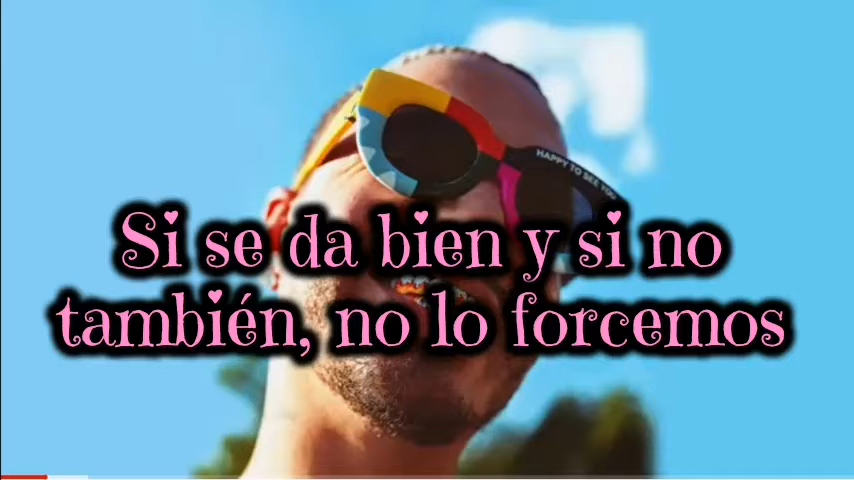 HAPPY TO SEE YOU
Si se da bien y si no
también, no lo forcemos